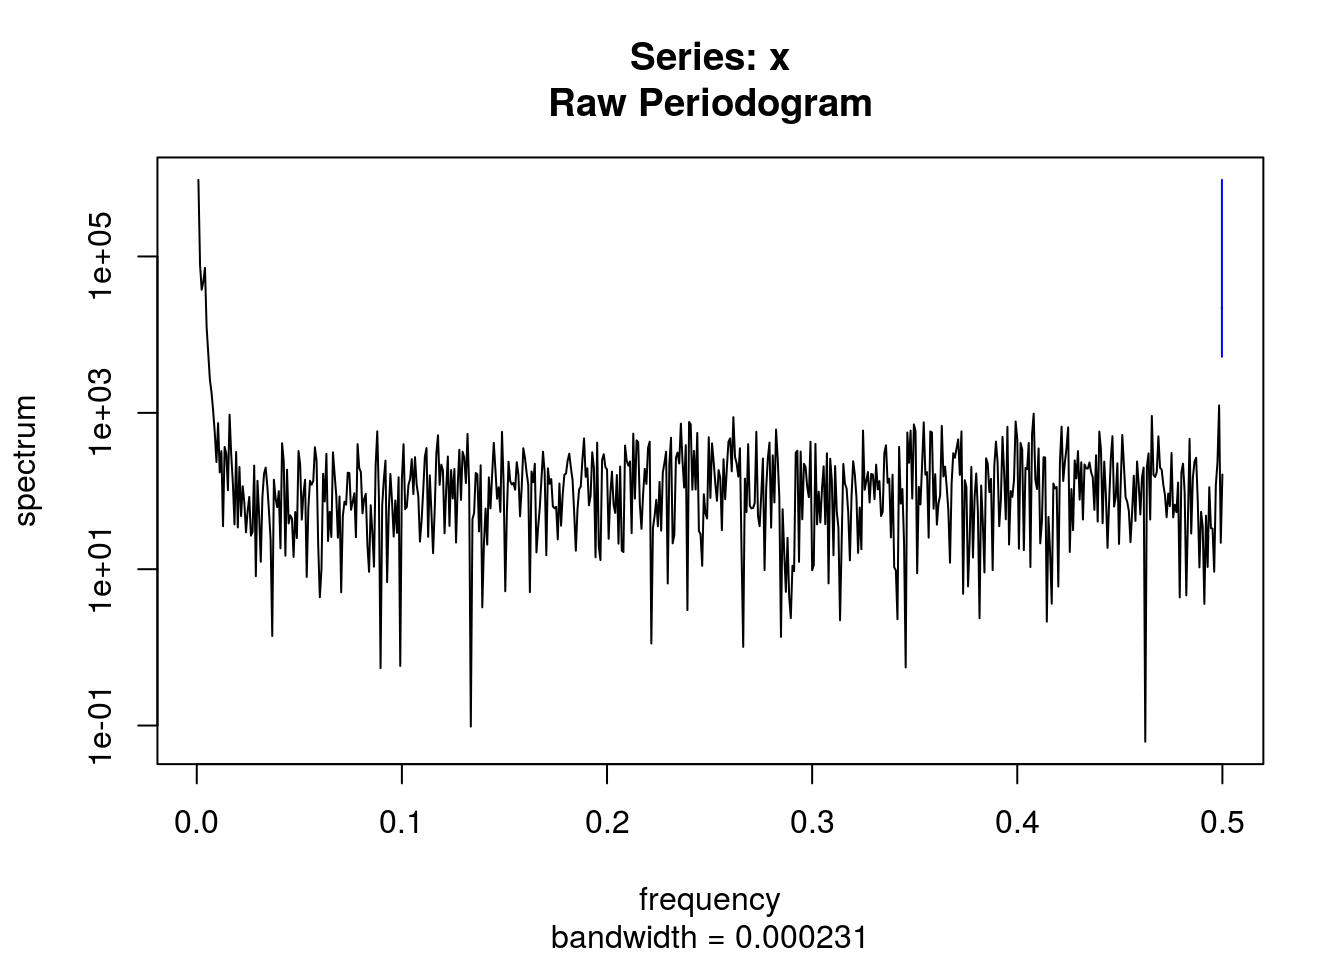 Series: x
Raw Periodogram
spectrum
1e+05
1e+03
1e+01
1e-01
0.0 0.1 0.2 0.3 0.4 0.5
frequency
bandwidth = 0.000231